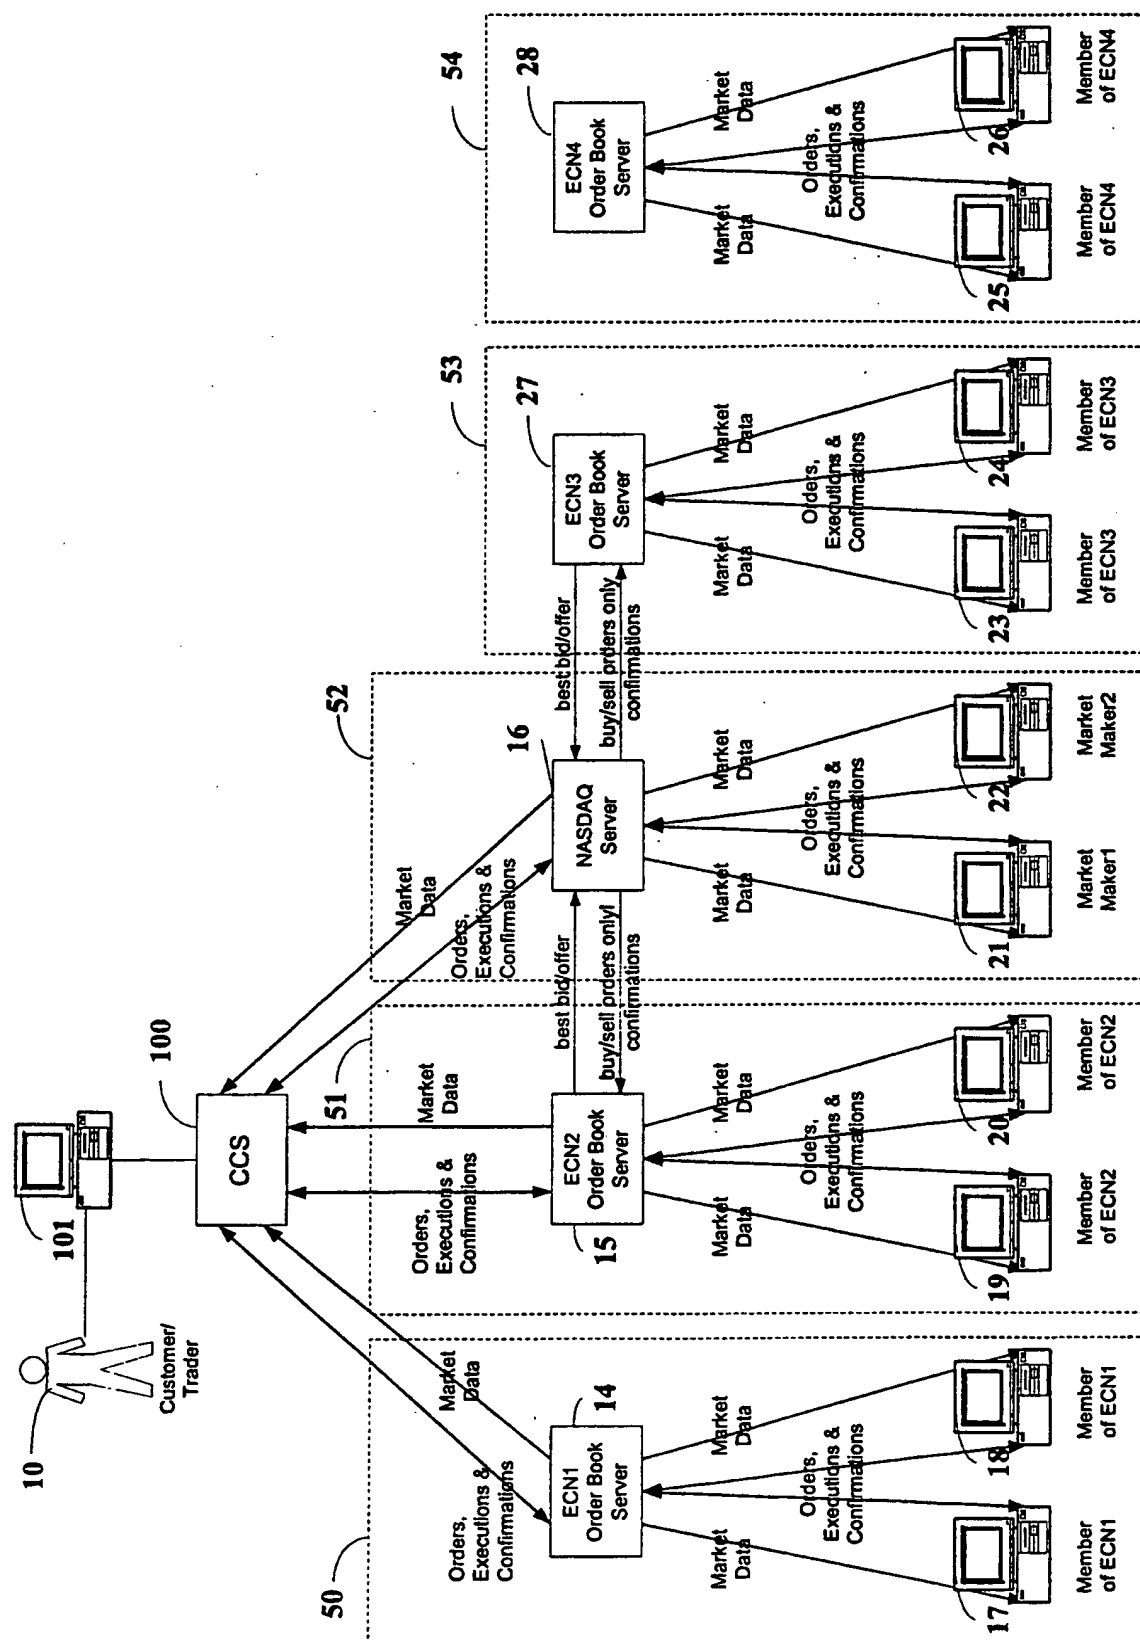 10
Customer/
Trader
101
100
CCS
50
Orders,
Executions &
Confirmations
Market
Data
ECN1
Order Book
Server
14
Market
Data
Orders,
Executions &
Confirmations
Market
Data
17
18
Member
of ECN1
Member
of ECN1
51
Orders,
Executions &
Confirmations
Market
Data
ECN2
Order Book
Server
15
Market
Data
Orders,
Executions &
Confirmations
Market
Data
19
20
Member
of ECN2
Member
of ECN2
best bid/offer
buy/sell orders only
confirmations
52
Market
Data
Orders,
Executions &
Confirmations
16
NASDAQ
Server
Market
Data
Orders,
Executions &
Confirmations
Market
Data
21
22
Market
Maker1
Market
Maker2
best bid/offer
buy/sell orders only
confirmations
53
27
ECN3
Order Book
Server
Market
Data
Orders,
Executions &
Confirmations
Market
Data
23
24
Member
of ECN3
Member
of ECN3
54
28
ECN4
Order Book
Server
Market
Data
Orders,
Executions &
Confirmations
Market
Data
25
26
Member
of ECN4
Member
of ECN4